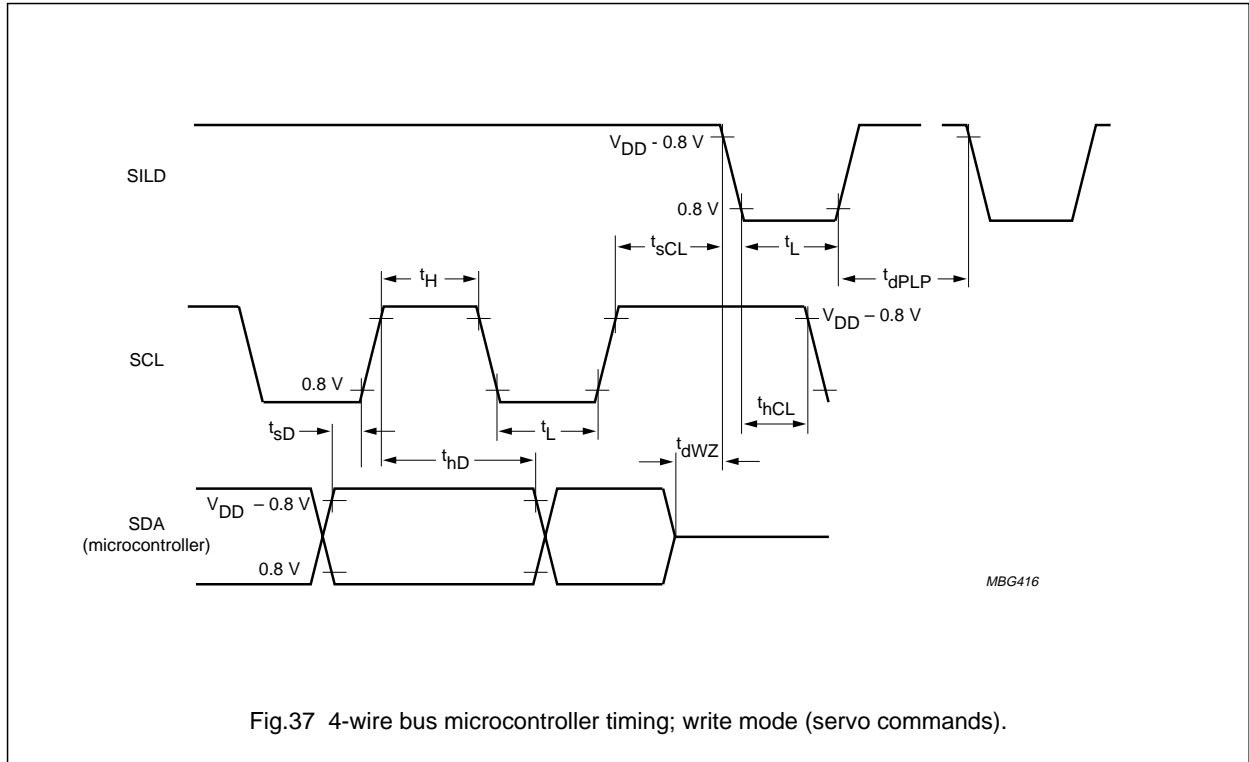 V_DD - 0.8 V
SILD
0.8 V
t_sCL
t_L
t_dPLP
t_H
V_DD – 0.8 V
SCL
0.8 V
t_hCL
t_sD
t_L
t_dWZ
t_hD
V_DD – 0.8 V
SDA
(microcontroller)
0.8 V
MBG416
Fig.37 4-wire bus microcontroller timing; write mode (servo commands).